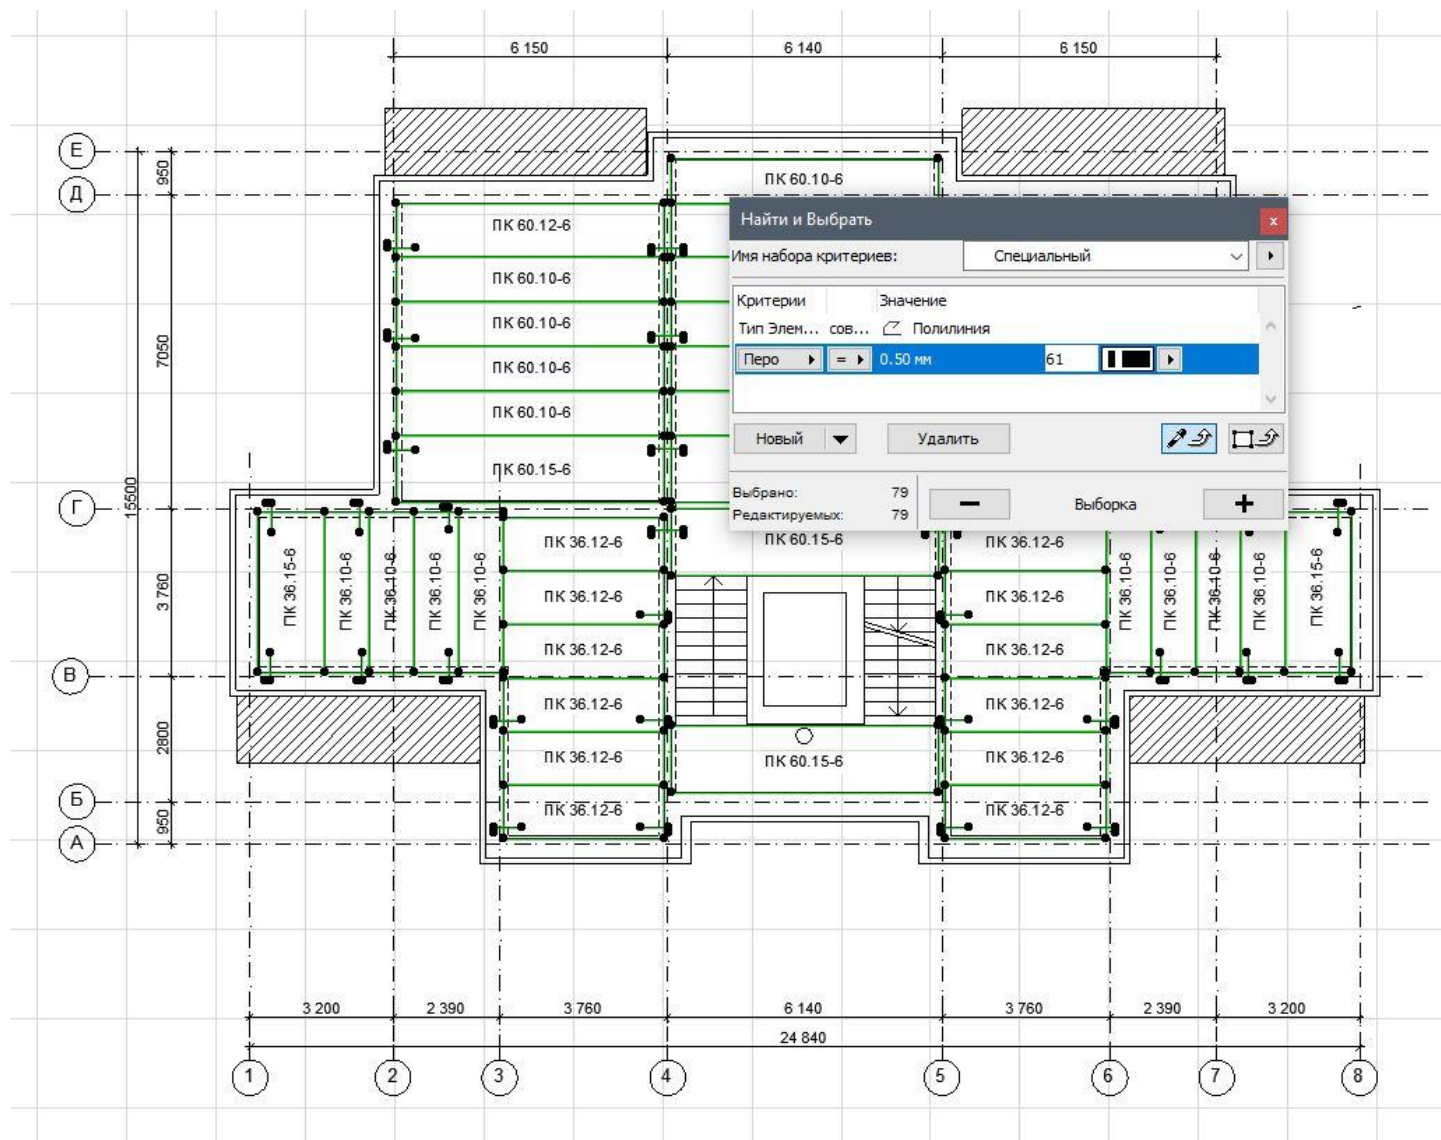 6 150 6 140 6 150
Е
950
Д
ПК 60.10-6
ПК 60.12-6
ПК 60.10-6
ПК 60.10-6
ПК 60.10-6
ПК 60.10-6
ПК 60.15-6
7050
15500
Найти и Выбрать x
Имя набора критериев: Специальный
Критерии Значение
Тип Элем... сов... Полилиния
Перо = 0.50 мм 61
Новый Удалить
Выбрано: 79
Редактируемых: 79
Выборка
Г
3 760
ПК 36.15-6
ПК 36.10-6
ПК 36.10-6
ПК 36.10-6
ПК 36.10-6
ПК 36.12-6
ПК 36.12-6
ПК 36.12-6
ПК 36.12-6
ПК 36.12-6
ПК 36.12-6
ПК 60.15-6
ПК 60.15-6
ПК 36.12-6
ПК 36.12-6
ПК 36.12-6
ПК 36.12-6
ПК 36.12-6
ПК 36.12-6
ПК 36.10-6
ПК 36.10-6
ПК 36.10-6
ПК 36.10-6
ПК 36.15-6
В
2800
Б
950
А
3 200 2 390 3 760 6 140 3 760 2 390 3 200
24 840
1 2 3 4 5 6 7 8